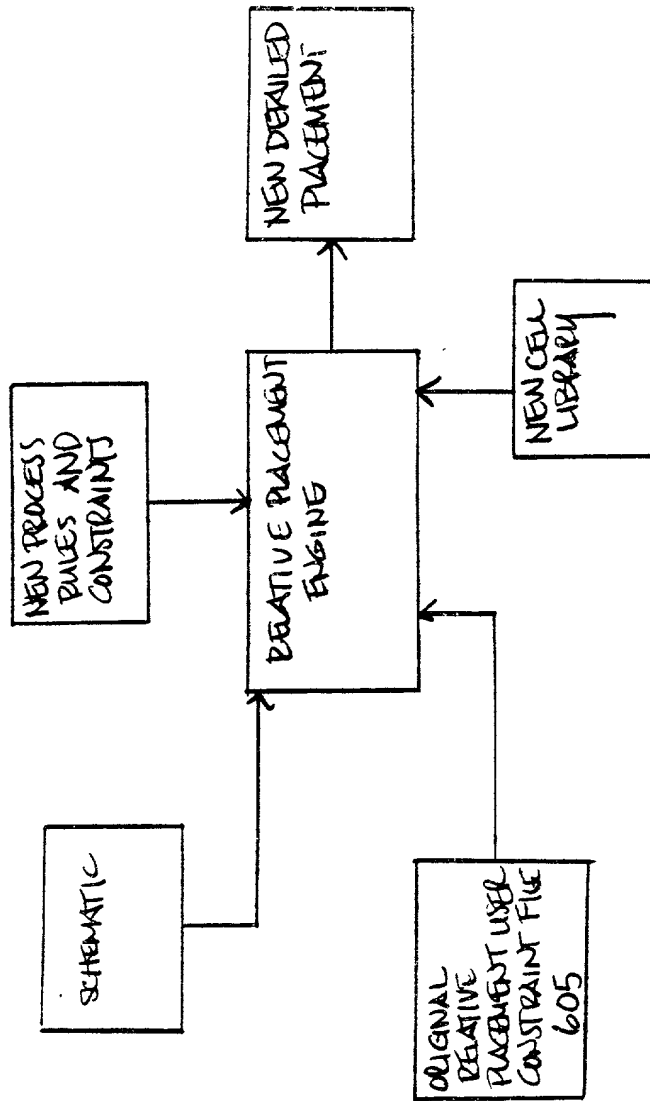 SCHEMATIC
NEW PROCESS
RULES AND
CONSTRAINTS
RELATIVE PLACEMENT
ENGINE
NEW DETAILED
PLACEMENT
ORIGINAL
RELATIVE
PLACEMENT USER
CONSTRAINT FILE
605
NEW CELL
LIBRARY